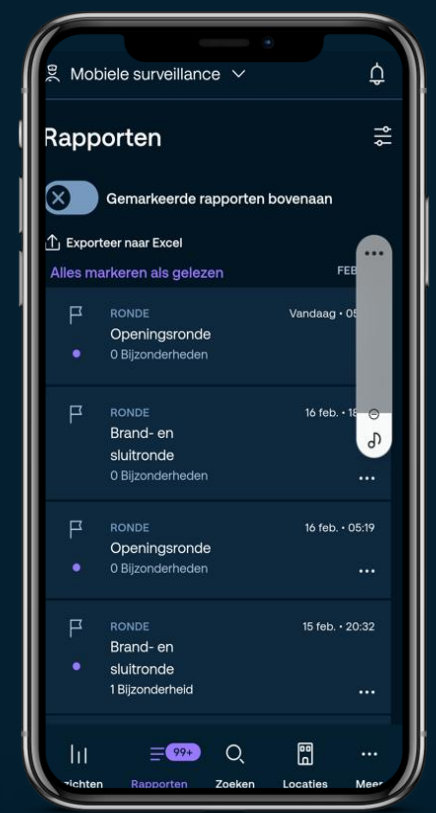 Mobiele surveillance
Rapporten
Gemarkeerde rapporten bovenaan
Exporteer naar Excel
Alles markeren als gelezen
RONDE
Vandaag •
Openingsronde
0 Bijzonderheden
RONDE
16 feb. •
Brand- en
sluitronde
0 Bijzonderheden
RONDE
16 feb. • 05:19
Openingsronde
0 Bijzonderheden
RONDE
15 feb. • 20:32
Brand- en
sluitronde
1 Bijzonderheid
99+
Rapporten
Zoeken
Locaties
Meer